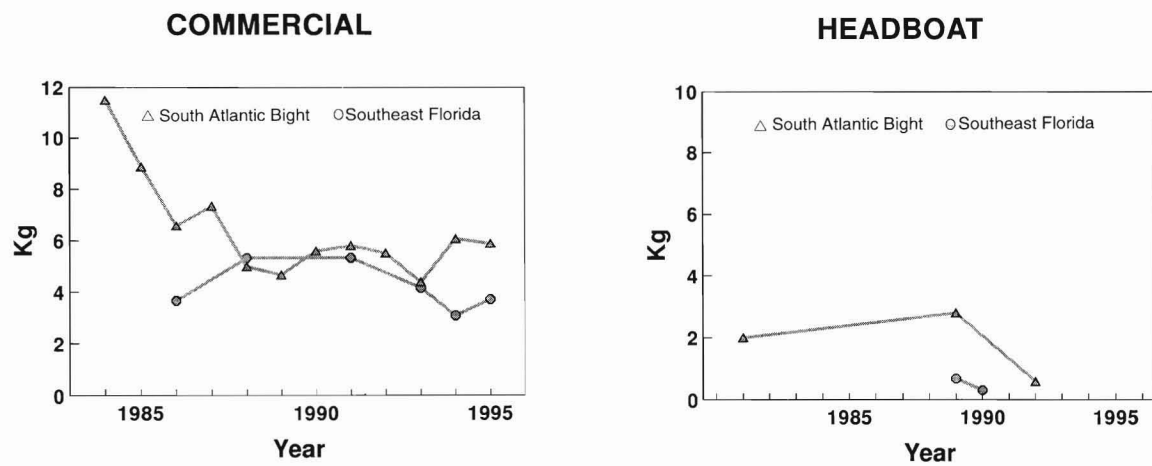 COMMERCIAL
12
10
8
6
4
2
0
Kg
South Atlantic Bight
Southeast Florida
1985
1990
1995
Year
HEADBOAT
10
8
6
4
2
0
Kg
South Atlantic Bight
Southeast Florida
1985
1990
1995
Year